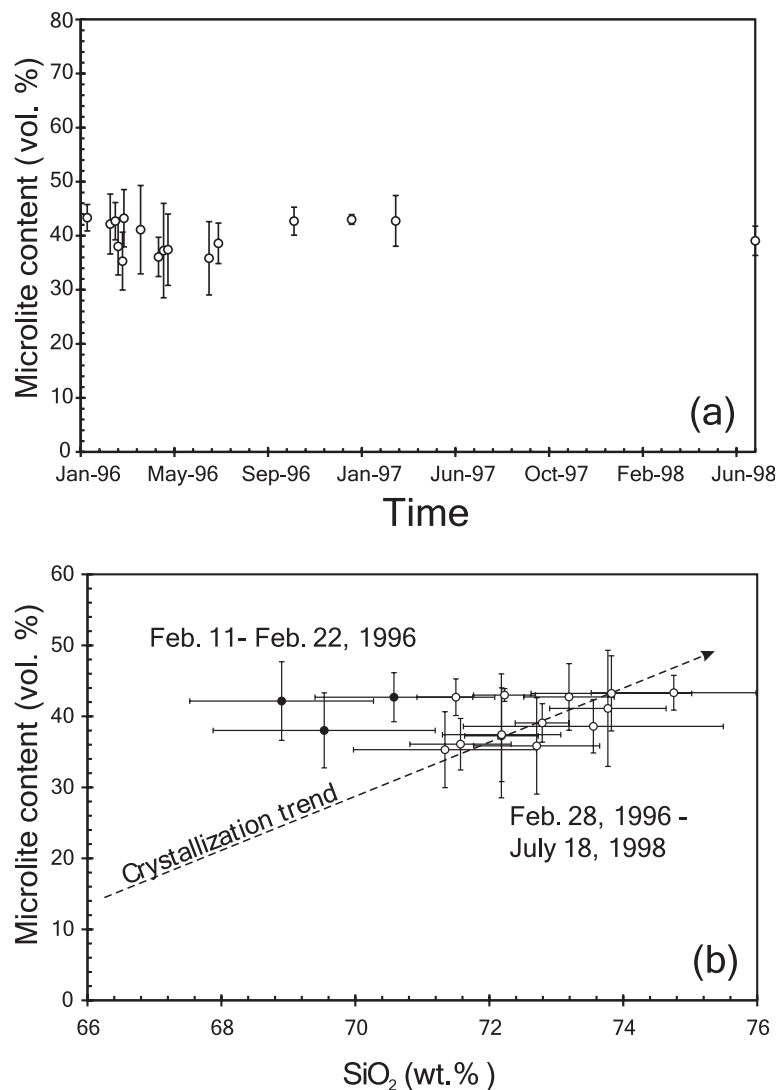 80
70
60
50
40
30
20
10
0
Microlite content (vol. %)
(a)
Jan-96 May-96 Sep-96 Jan-97 Jun-97 Oct-97 Feb-98 Jun-98
Time
60
50
40
30
20
10
0
Microlite content (vol. %)
Feb. 11- Feb. 22, 1996
Crystallization trend
Feb. 28, 1996 -
July 18, 1998
(b)
66 68 70 72 74 76
SiO₂ (wt.% )